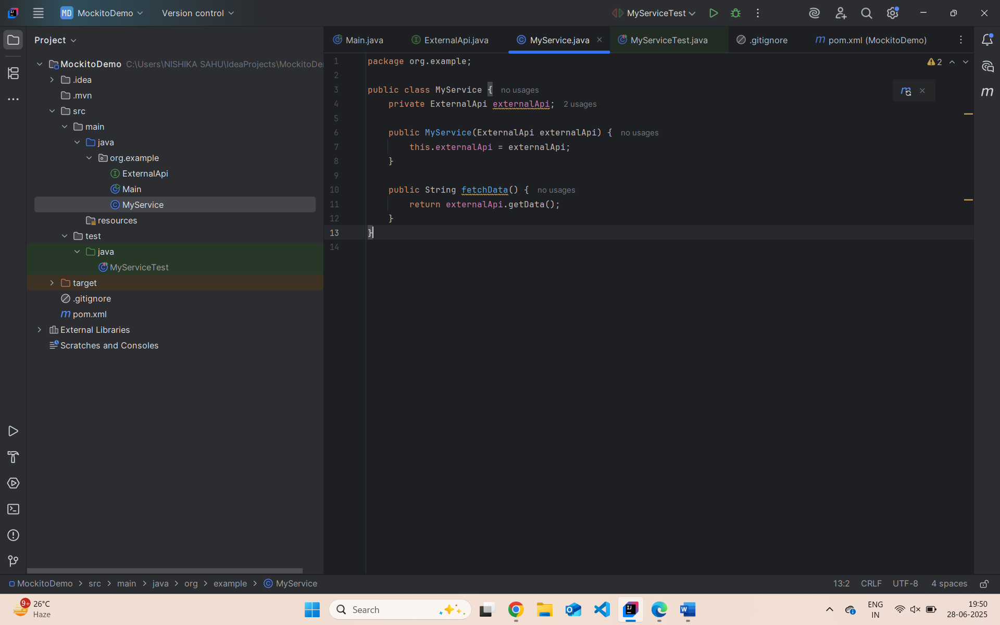 MD MockitoDemo Version control MyServiceTest
Project
Main.java ExternalApi.java MyService.java MyServiceTest.java .gitignore m pom.xml (MockitoDemo)
MockitoDemo C:\Users\NISHIKA SAHU\IdeaProjects\MockitoDe
.idea
.mvn
src
main
java
org.example
ExternalApi
Main
MyService
resources
test
java
MyServiceTest
target
.gitignore
m pom.xml
External Libraries
Scratches and Consoles
1 package org.example;
2
3 public class MyService { no usages
4 private ExternalApi externalApi; 2 usages
5
6 public MyService(ExternalApi externalApi) { no usages
7 this.externalApi = externalApi;
8 }
9
10 public String fetchData() { no usages
11 return externalApi.getData();
12 }
13 }
14
2
m
m
MockitoDemo > src > main > java > org > example > MyService
13:2 CRLF UTF-8 4 spaces
9+
26°C
Haze
Search
ENG
IN
19:50
28-06-2025